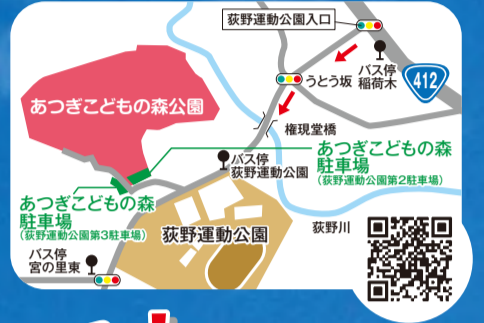 荻野運動公園入口
バス停
稲荷木
412
うとう坂
あつぎこどもの森公園
権現堂橋
バス停
荻野運動公園
あつぎこどもの森
駐車場
(荻野運動公園第2駐車場)
あつぎこどもの森
駐車場
(荻野運動公園第3駐車場)
荻野運動公園
荻野川
バス停
宮の里東